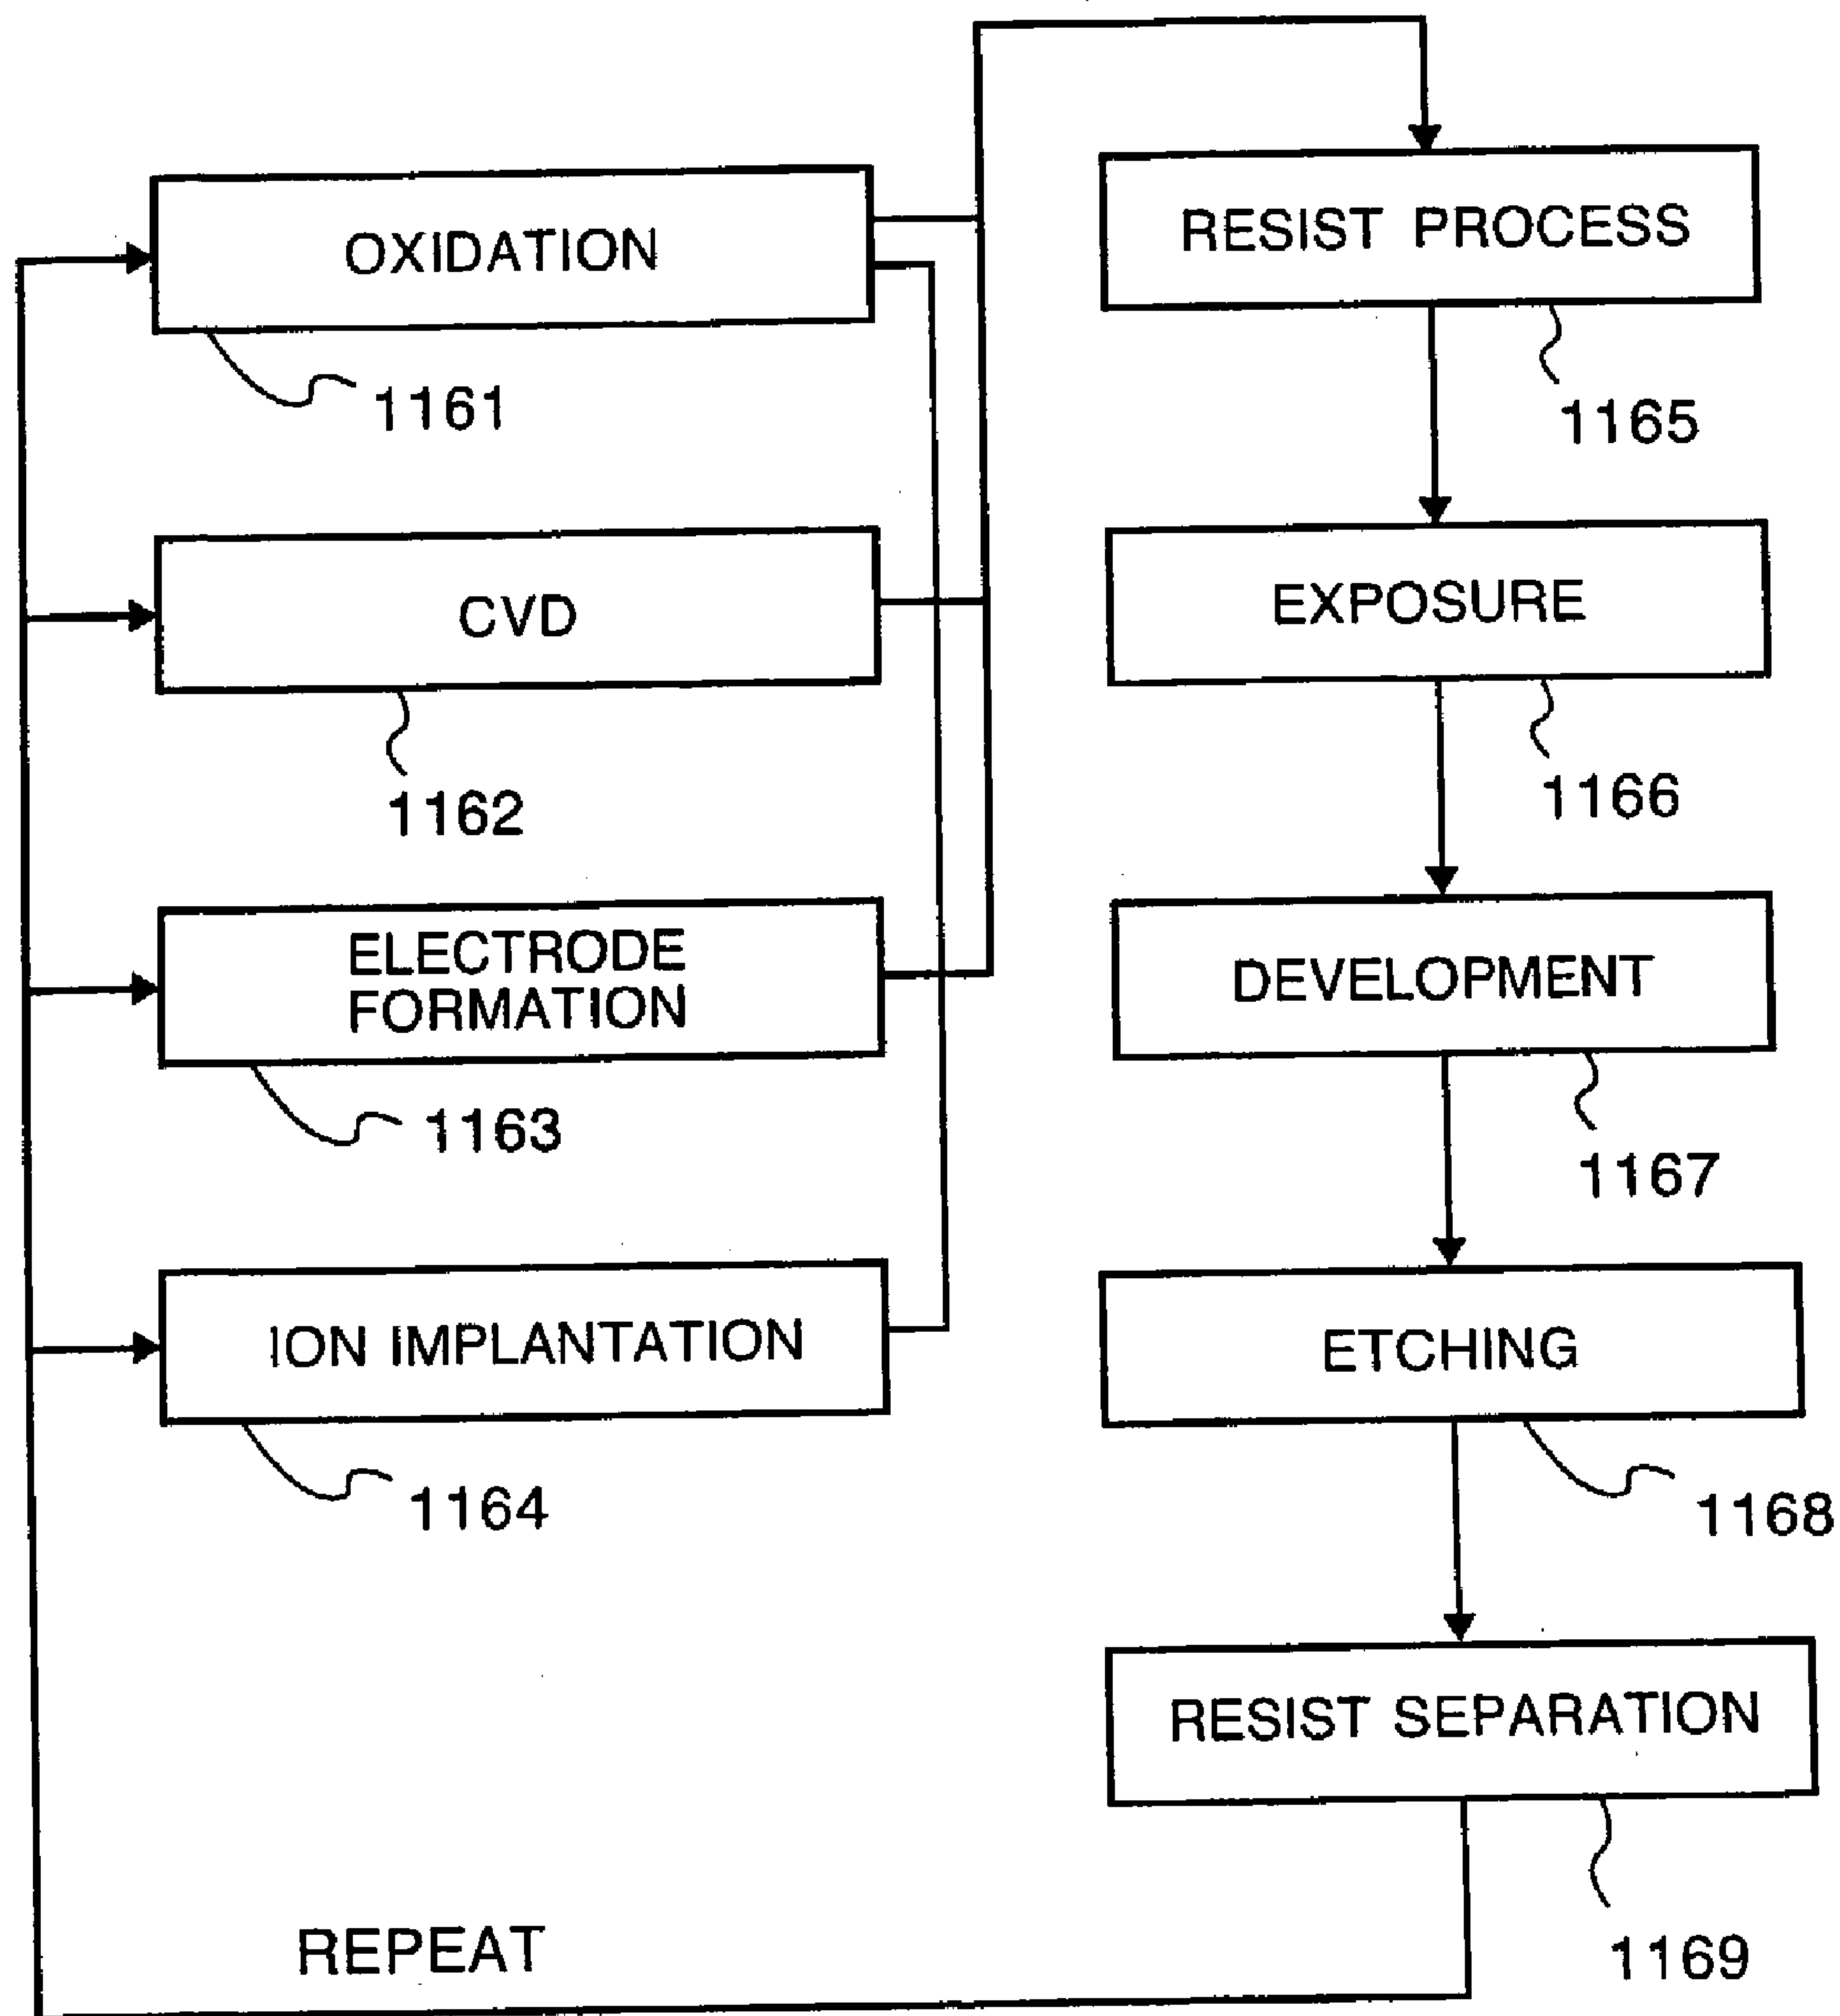 OXIDATION
1161
CVD
1162
ELECTRODE
FORMATION
1163
ION IMPLANTATION
1164
RESIST PROCESS
1165
EXPOSURE
1166
DEVELOPMENT
1167
ETCHING
1168
RESIST SEPARATION
1169
REPEAT